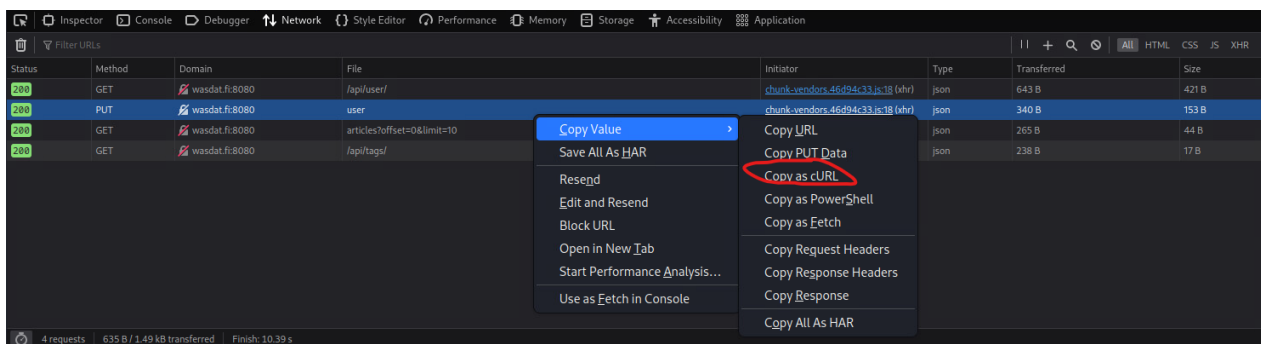 Inspector Console Debugger Network Style Editor Performance Memory Storage Accessibility Application
Filter URLs All HTML CSS JS XHR
Status Method Domain File Initiator Type Transferred Size
200 GET wasdat.fi:8080 /api/user/ chunk-vendors.46d94c33.js:18 (xhr) json 643 B 421 B
200 PUT wasdat.fi:8080 user chunk-vendors.46d94c33.js:18 (xhr) json 340 B 153 B
200 GET wasdat.fi:8080 articles?offset=0&limit=10 json 265 B 44 B
200 GET wasdat.fi:8080 /api/tags/ json 238 B 17 B
Copy Value
Save All As HAR
Resend
Edit and Resend
Block URL
Open in New Tab
Start Performance Analysis...
Use as Fetch in Console
Copy URL
Copy PUT Data
Copy as cURL
Copy as PowerShell
Copy as Fetch
Copy Request Headers
Copy Response Headers
Copy Response
Copy All As HAR
4 requests 635 B / 1.49 kB transferred Finish: 10.39 s